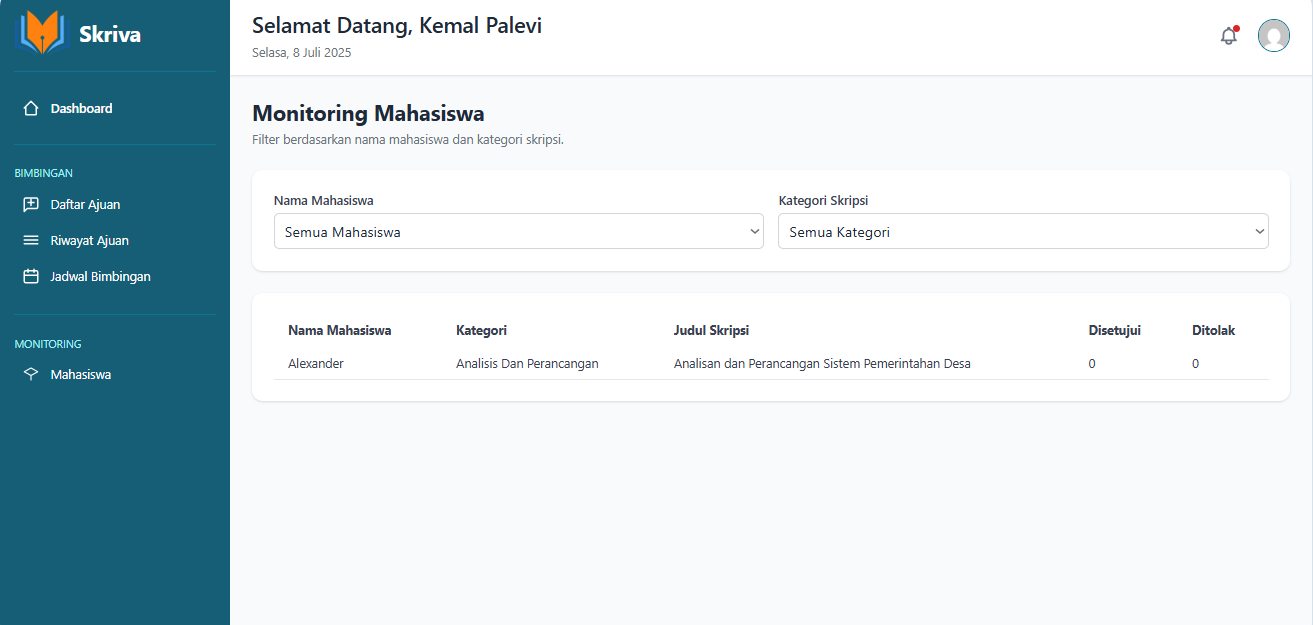 Skriva
Dashboard
BIMBINGAN
Daftar Ajuan
Riwayat Ajuan
Jadwal Bimbingan
MONITORING
Mahasiswa
Selamat Datang, Kemal Palevi
Selasa, 8 Juli 2025
Monitoring Mahasiswa
Filter berdasarkan nama mahasiswa dan kategori skripsi.
Nama Mahasiswa Kategori Skripsi
Semua Mahasiswa Semua Kategori
Nama Mahasiswa Kategori Judul Skripsi Disetujui Ditolak
Alexander Analisis Dan Perancangan Analisan dan Perancangan Sistem Pemerintahan Desa 0 0